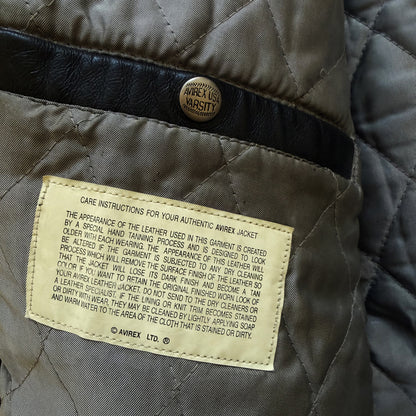 AVIREX USA
VARSITY
CARE INSTRUCTIONS FOR YOUR AUTHENTIC AVIREX JACKET
THE APPEARANCE OF THE LEATHER USED IN THIS GARMENT IS CREATED
BY A SPECIAL HAND TANNING PROCESS AND IS DESIGNED TO LOOK
OLDER WITH EACH WEARING. THE APPEARANCE OF THIS LEATHER WILL
BE ALTERED IF THE GARMENT IS SUBJECTED TO ANY DRY CLEANING
PROCESS WHICH WILL REMOVE THE SURFACE FINISH OF THE LEATHER SO
THAT THE JACKET WILL LOSE ITS DARK FINISH AND BECOME A TAN
COLOR. IF YOU WANT TO RETAIN THE ORIGINAL FINISHED WORN LOOK OF
YOUR AVIREX LEATHER JACKET, DO NOT SEND TO THE DRY CLEANERS OR
A LEATHER SPECIALIST. IF THE LINING OR KNIT TRIM BECOMES STAINED
OR DIRTY WITH WEAR, THEY MAY BE CLEANED BY LIGHTLY APPLYING SOAP
AND WARM WATER TO THE AREA OF THE CLOTH THAT IS STAINED OR DIRTY.
© AVIREX LTD. ®